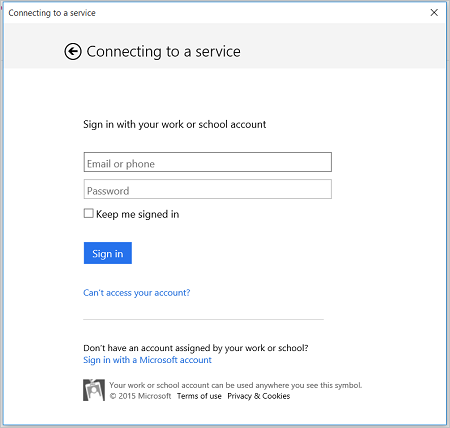 Connecting to a service
Connecting to a service
Sign in with your work or school account
Email or phone
Password
Keep me signed in
Sign in
Can't access your account?
Don't have an account assigned by your work or school?
Sign in with a Microsoft account
Your work or school account can be used anywhere you see this symbol.
© 2015 Microsoft Terms of use Privacy & Cookies